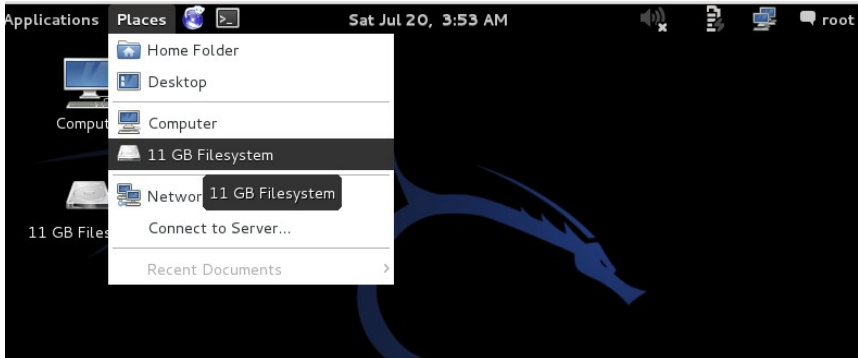 Applications Places Sat Jul 20, 3:53 AM root
Home Folder
Desktop
Comput Computer
11 GB Filesystem
Networ 11 GB Filesystem
11 GB Files Connect to Server...
Recent Documents